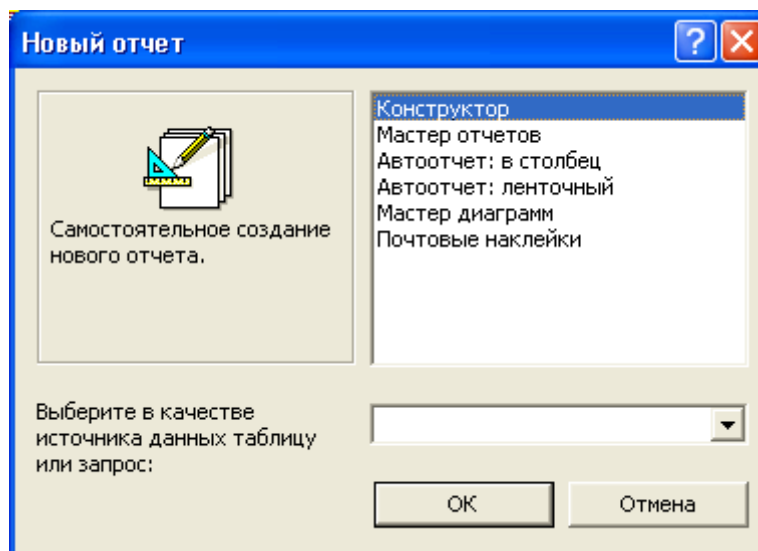 Новый отчет
Конструктор
Мастер отчетов
Автоотчет: в столбец
Автоотчет: ленточный
Мастер диаграмм
Почтовые наклейки
Самостоятельное создание
нового отчета.
Выберите в качестве
источника данных таблицу
или запрос:
ОК
Отмена